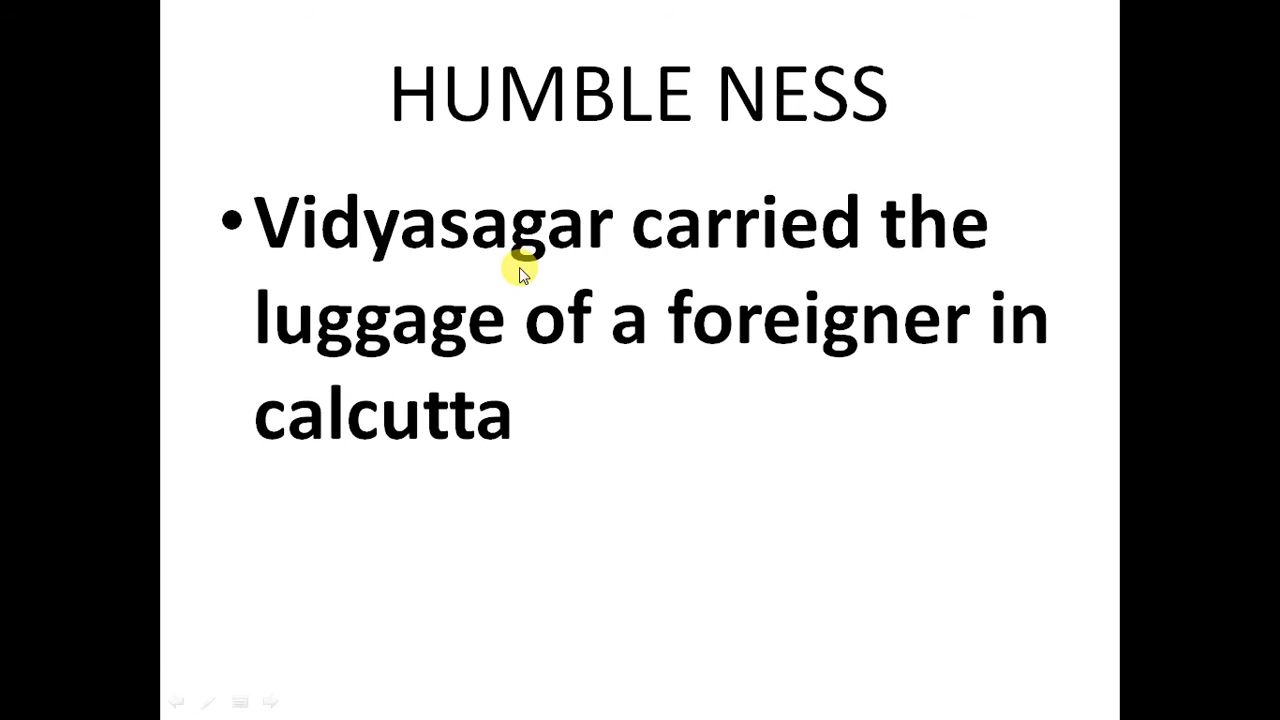 HUMBLE NESS
• Vidyasagar carried the
luggage of a foreigner in
calcutta